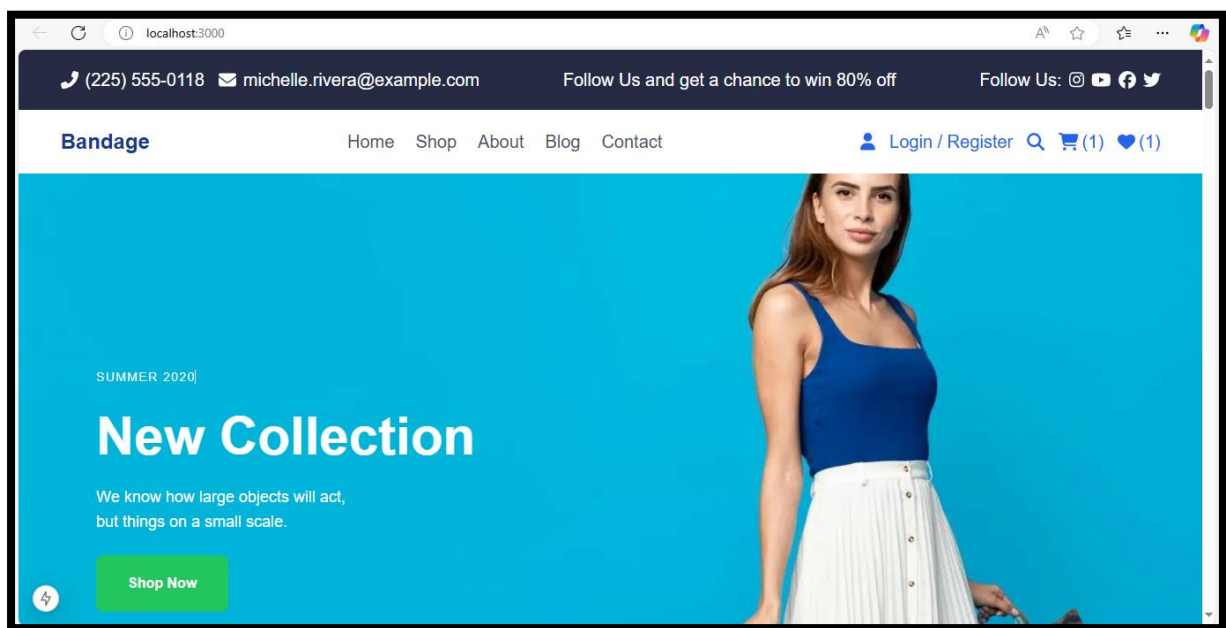 localhost:3000
(225) 555-0118 michelle.rivera@example.com Follow Us and get a chance to win 80% off Follow Us:
Bandage Home Shop About Blog Contact Login / Register (1) (1)
SUMMER 2020
New Collection
We know how large objects will act,
but things on a small scale.
Shop Now